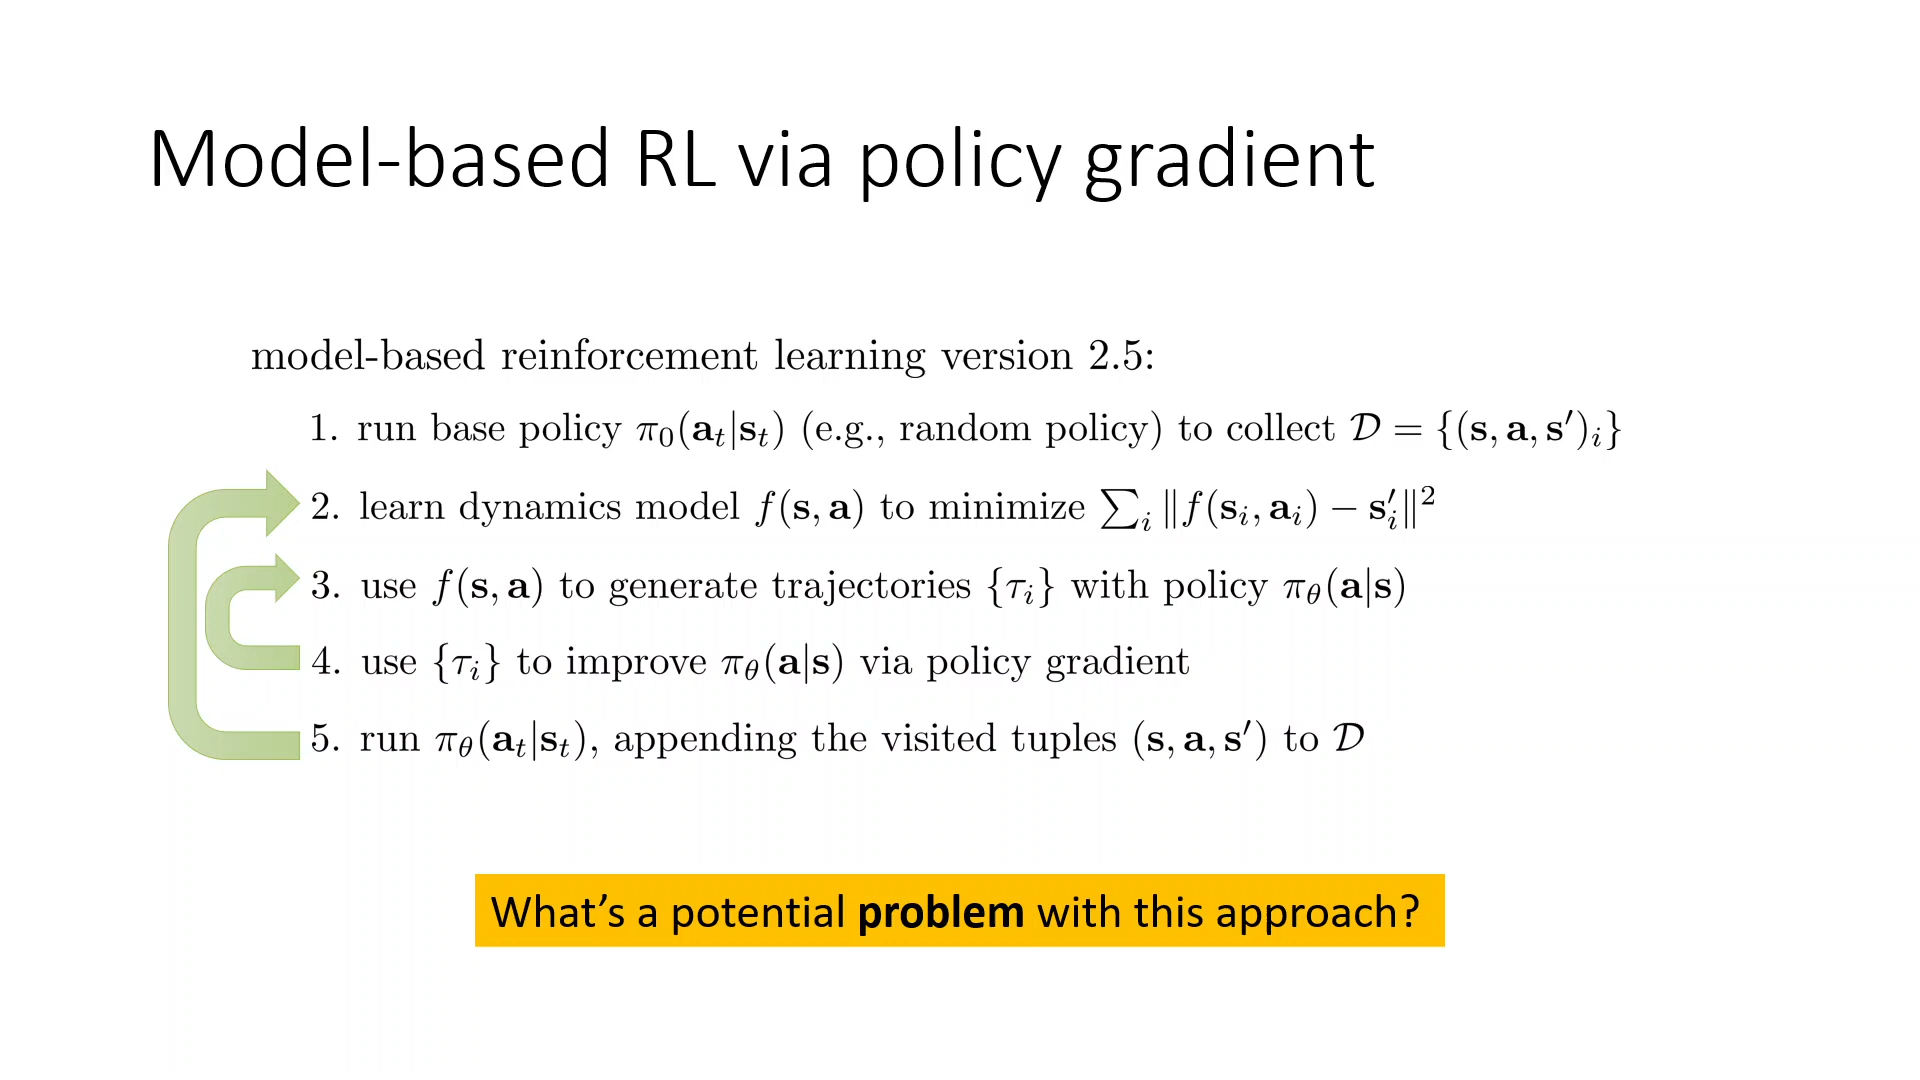 Model-based RL via policy gradient
model-based reinforcement learning version 2.5:
1. run base policy π₀(aₜ|sₜ) (e.g., random policy) to collect 𝒟 = {(s, a, s′)ᵢ}
2. learn dynamics model f(s, a) to minimize ∑ᵢ ‖f(sᵢ, aᵢ) − s′ᵢ‖²
3. use f(s, a) to generate trajectories {τᵢ} with policy π_θ(a|s)
4. use {τᵢ} to improve π_θ(a|s) via policy gradient
5. run π_θ(aₜ|sₜ), appending the visited tuples (s, a, s′) to 𝒟
What’s a potential problem with this approach?